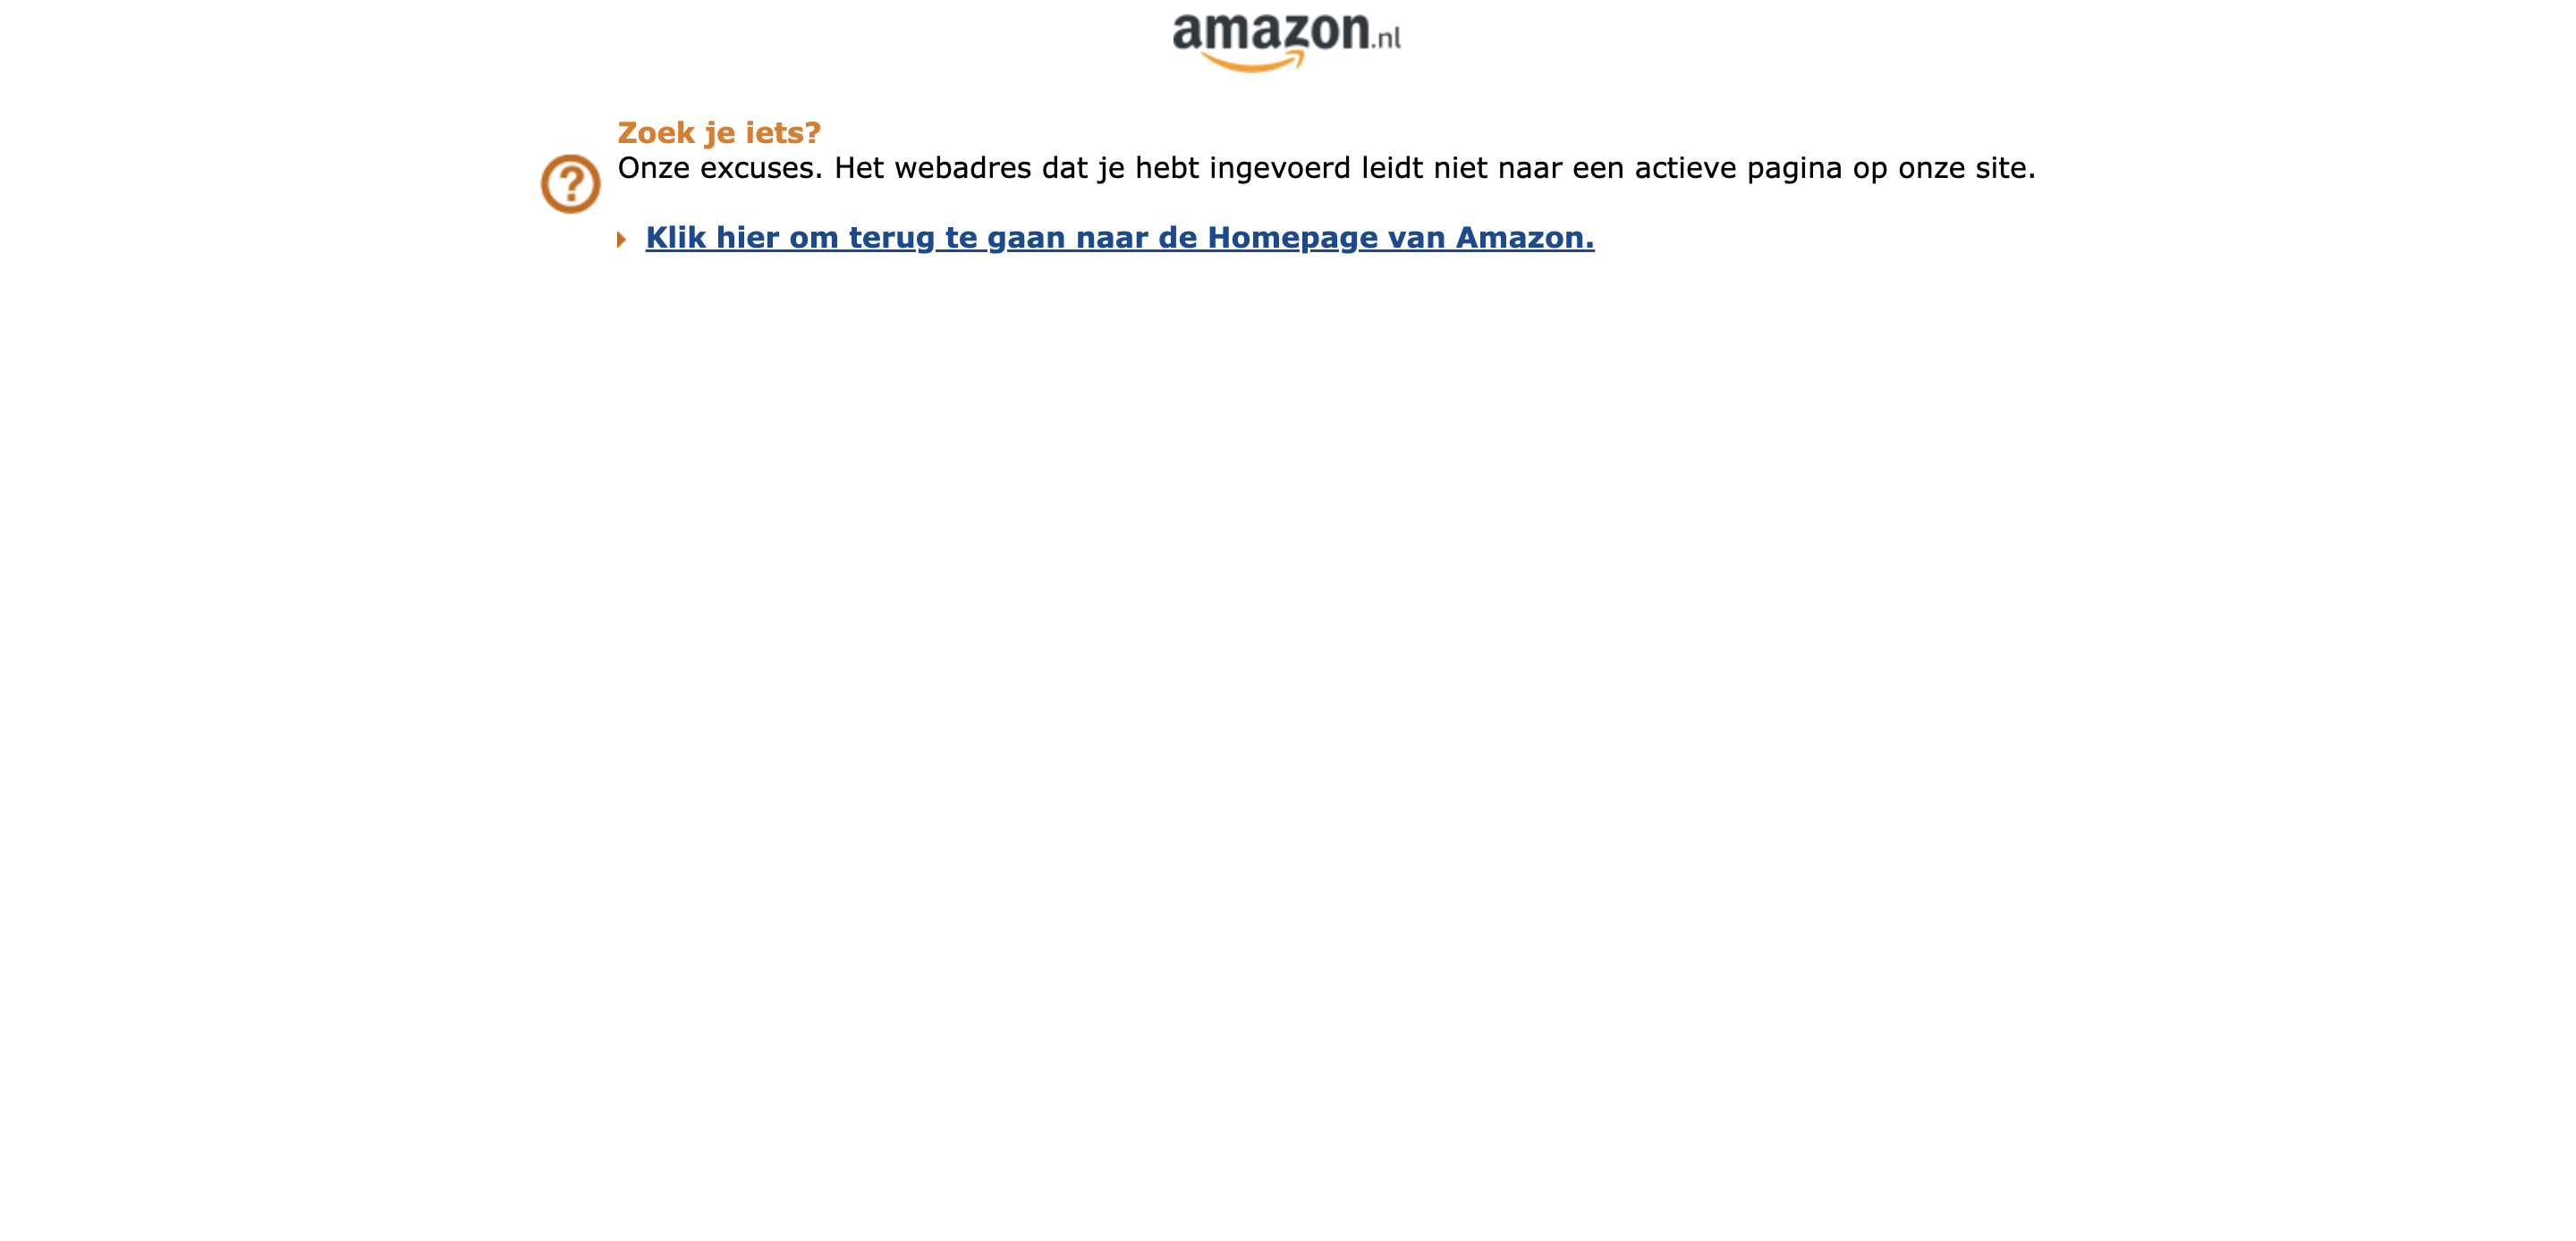 amazon.nl
Zoek je iets?
Onze excuses. Het webadres dat je hebt ingevoerd leidt niet naar een actieve pagina op onze site.
Klik hier om terug te gaan naar de Homepage van Amazon.